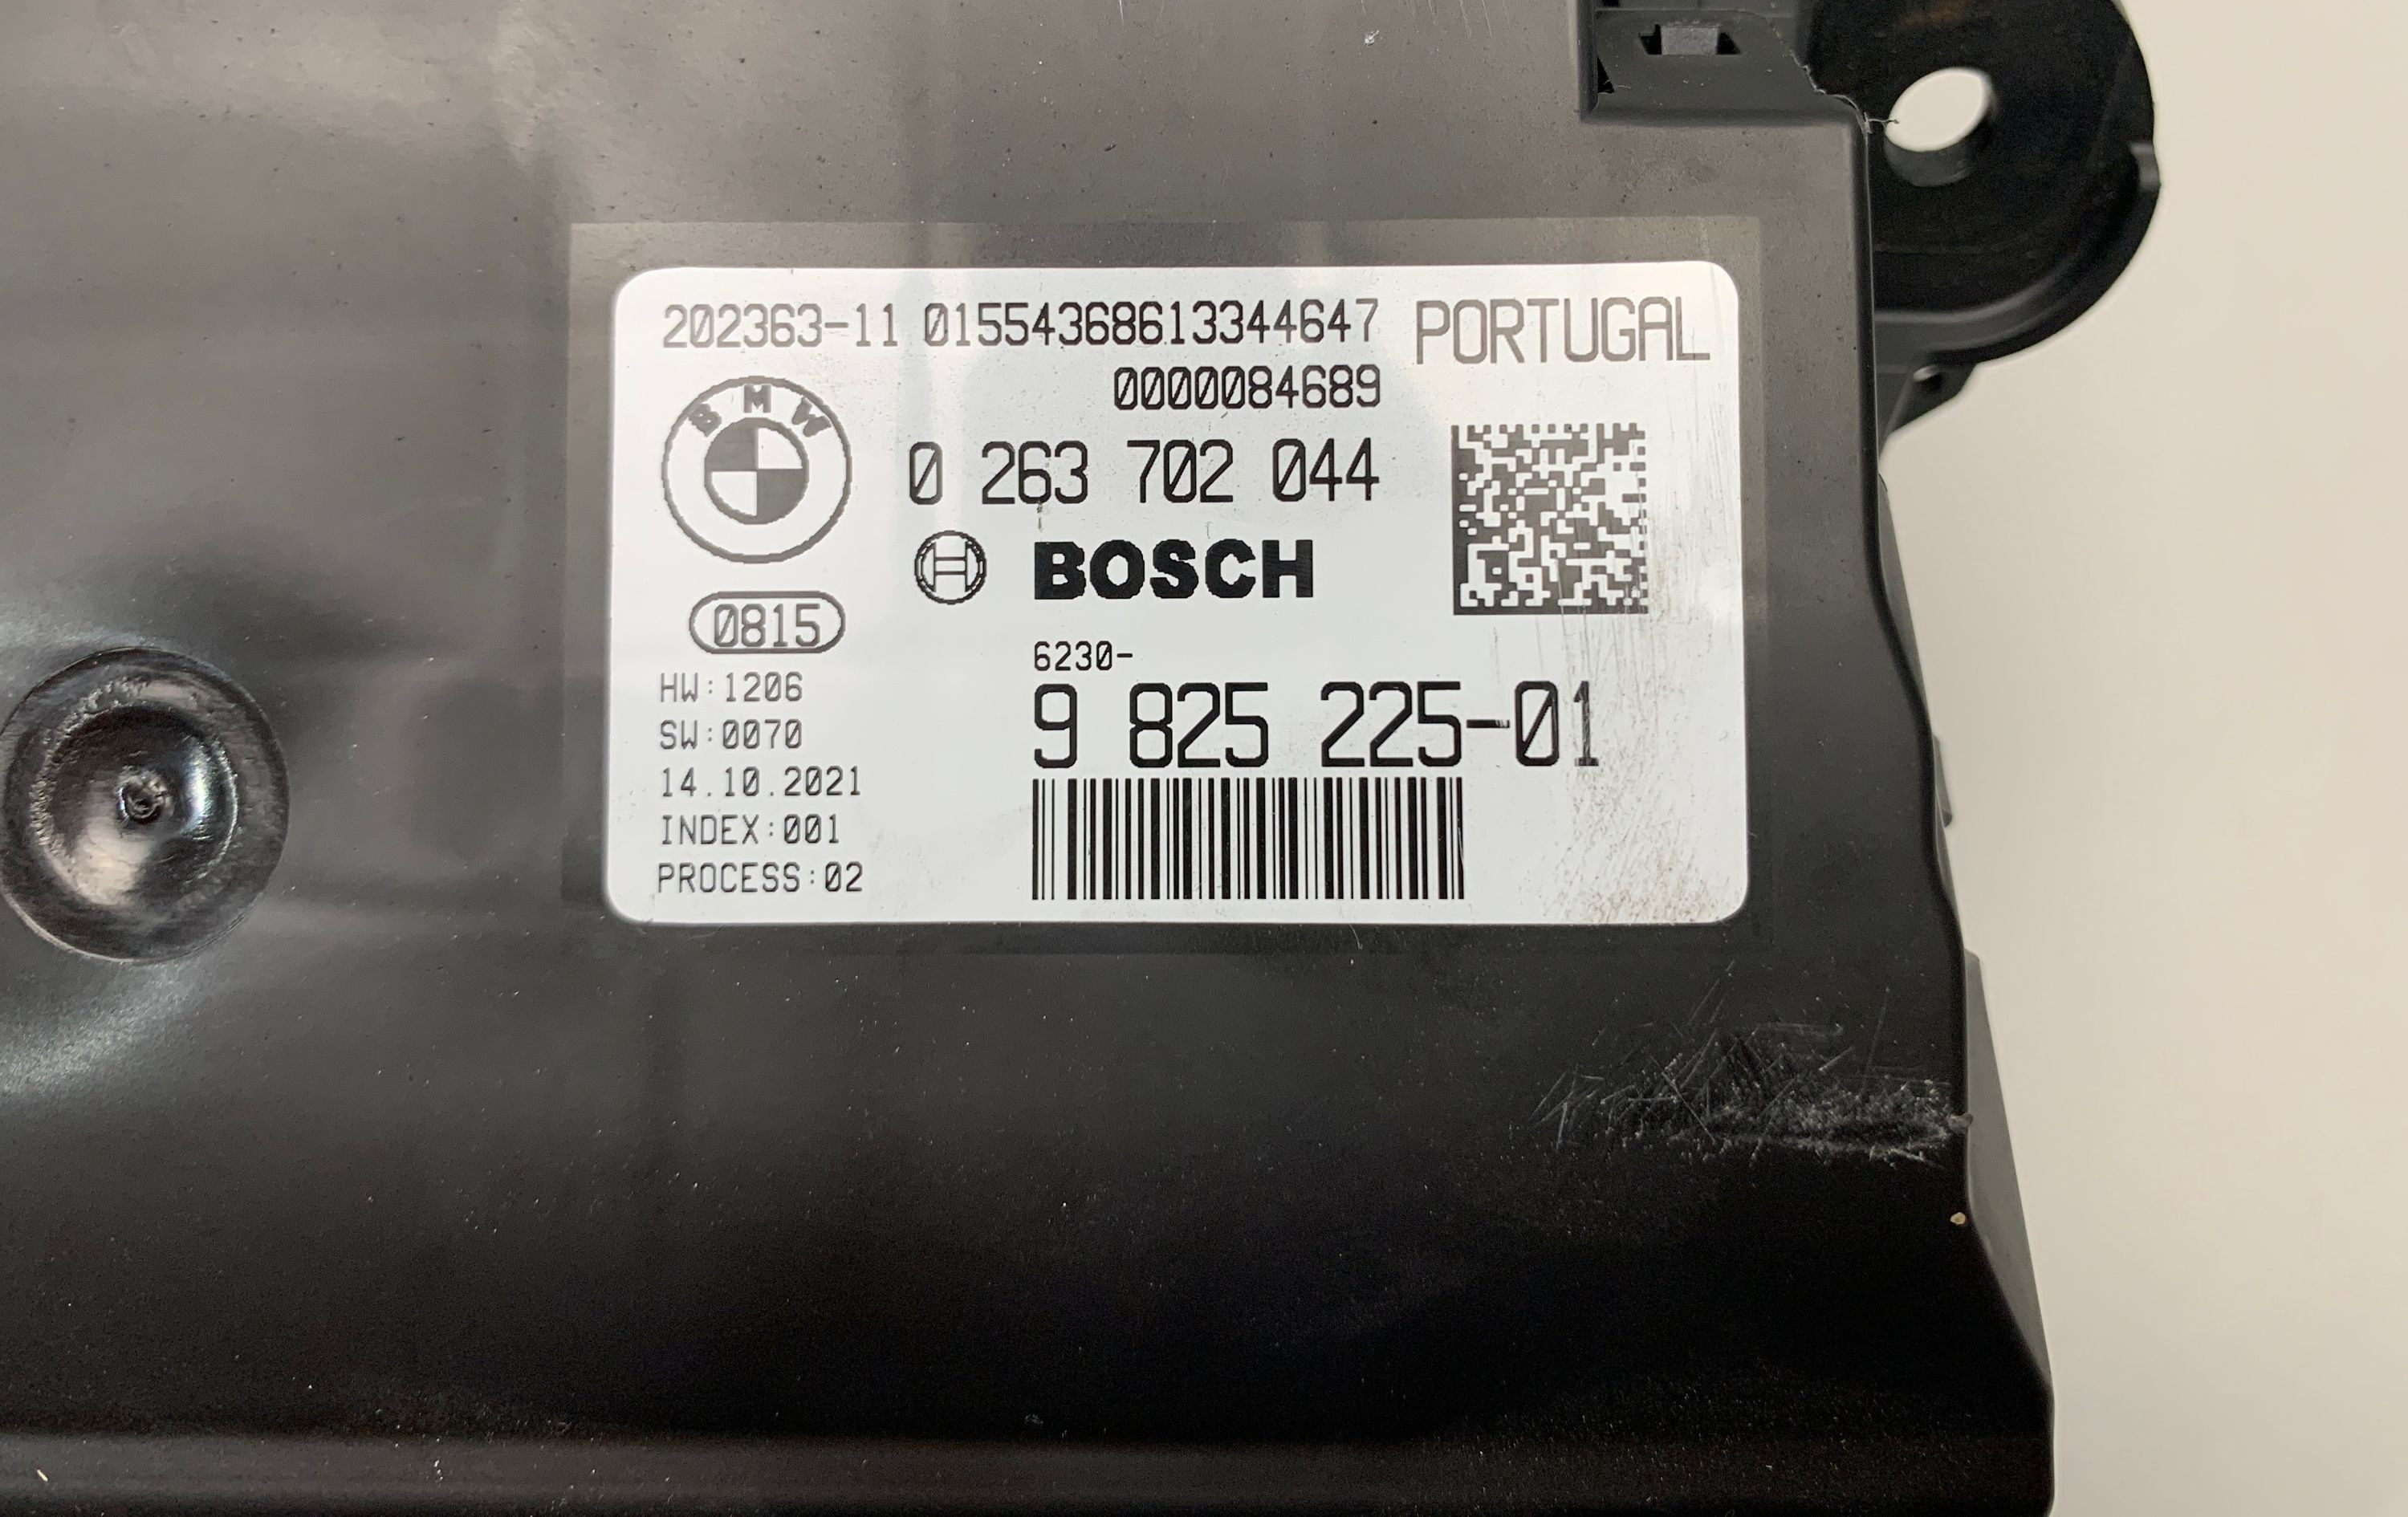 202363-11 01554368613344647 PORTUGAL
0000084689
BMW
0 263 702 044
BOSCH
0815
6230-
9 825 225-01
HW:1206
SW:0070
14.10.2021
INDEX:001
PROCESS:02